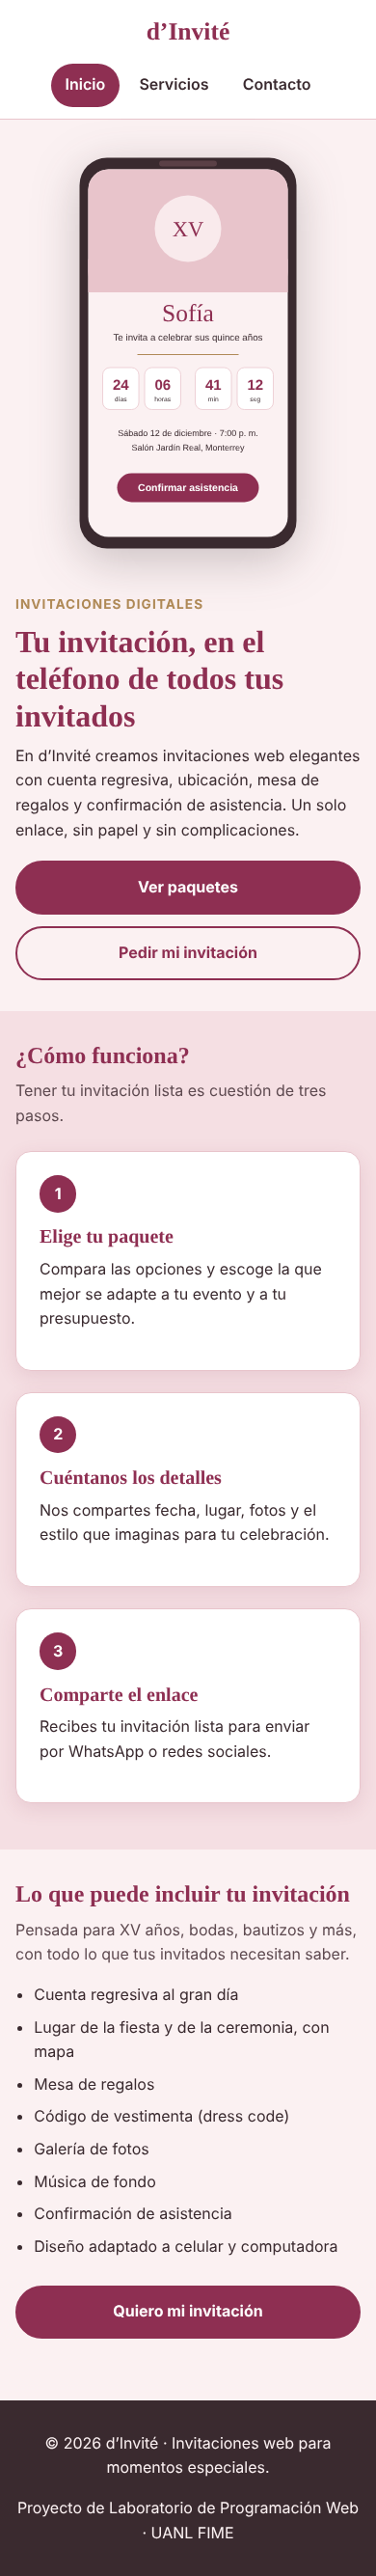 d’Invité
Inicio Servicios Contacto
XV
Sofía
Te invita a celebrar sus quince años
24 06 41 12
días horas min seg
Sábado 12 de diciembre · 7:00 p. m.
Salón Jardín Real, Monterrey
Confirmar asistencia
INVITACIONES DIGITALES
Tu invitación, en el
teléfono de todos tus
invitados
En d’Invité creamos invitaciones web elegantes
con cuenta regresiva, ubicación, mesa de
regalos y confirmación de asistencia. Un solo
enlace, sin papel y sin complicaciones.
Ver paquetes
Pedir mi invitación
¿Cómo funciona?
Tener tu invitación lista es cuestión de tres
pasos.
1
Elige tu paquete
Compara las opciones y escoge la que
mejor se adapte a tu evento y a tu
presupuesto.
2
Cuéntanos los detalles
Nos compartes fecha, lugar, fotos y el
estilo que imaginas para tu celebración.
3
Comparte el enlace
Recibes tu invitación lista para enviar
por WhatsApp o redes sociales.
Lo que puede incluir tu invitación
Pensada para XV años, bodas, bautizos y más,
con todo lo que tus invitados necesitan saber.
• Cuenta regresiva al gran día
• Lugar de la fiesta y de la ceremonia, con
mapa
• Mesa de regalos
• Código de vestimenta (dress code)
• Galería de fotos
• Música de fondo
• Confirmación de asistencia
• Diseño adaptado a celular y computadora
Quiero mi invitación
© 2026 d’Invité · Invitaciones web para
momentos especiales.
Proyecto de Laboratorio de Programación Web
· UANL FIME